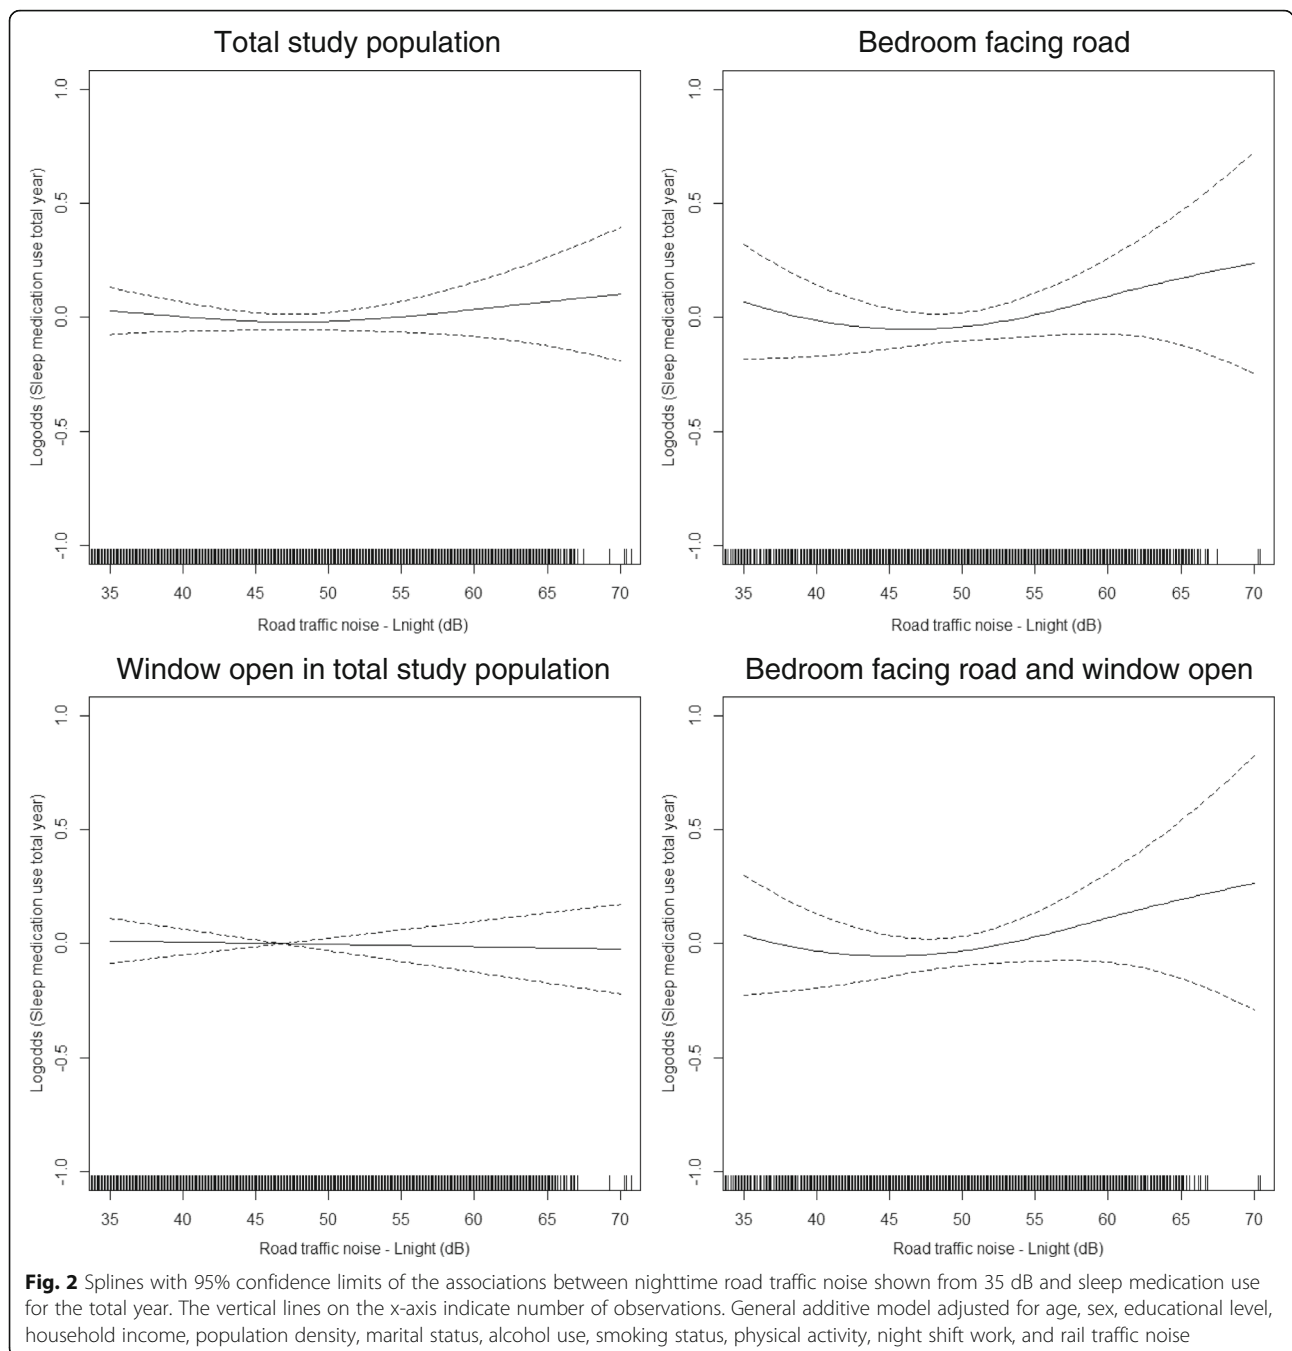 Total study population
Bedroom facing road
1.0
0.5
0.0
-0.5
-1.0
Logodds (Sleep medication use total year)
35 40 45 50 55 60 65 70
Road traffic noise - Lnight (dB)
1.0
0.5
0.0
-0.5
-1.0
Logodds (Sleep medication use total year)
35 40 45 50 55 60 65 70
Road traffic noise - Lnight (dB)
Window open in total study population
Bedroom facing road and window open
1.0
0.5
0.0
-0.5
-1.0
Logodds (Sleep medication use total year)
35 40 45 50 55 60 65 70
Road traffic noise - Lnight (dB)
1.0
0.5
0.0
-0.5
-1.0
Logodds (Sleep medication use total year)
35 40 45 50 55 60 65 70
Road traffic noise - Lnight (dB)
Fig. 2 Splines with 95% confidence limits of the associations between nighttime road traffic noise shown from 35 dB and sleep medication use
for the total year. The vertical lines on the x-axis indicate number of observations. General additive model adjusted for age, sex, educational level,
household income, population density, marital status, alcohol use, smoking status, physical activity, night shift work, and rail traffic noise